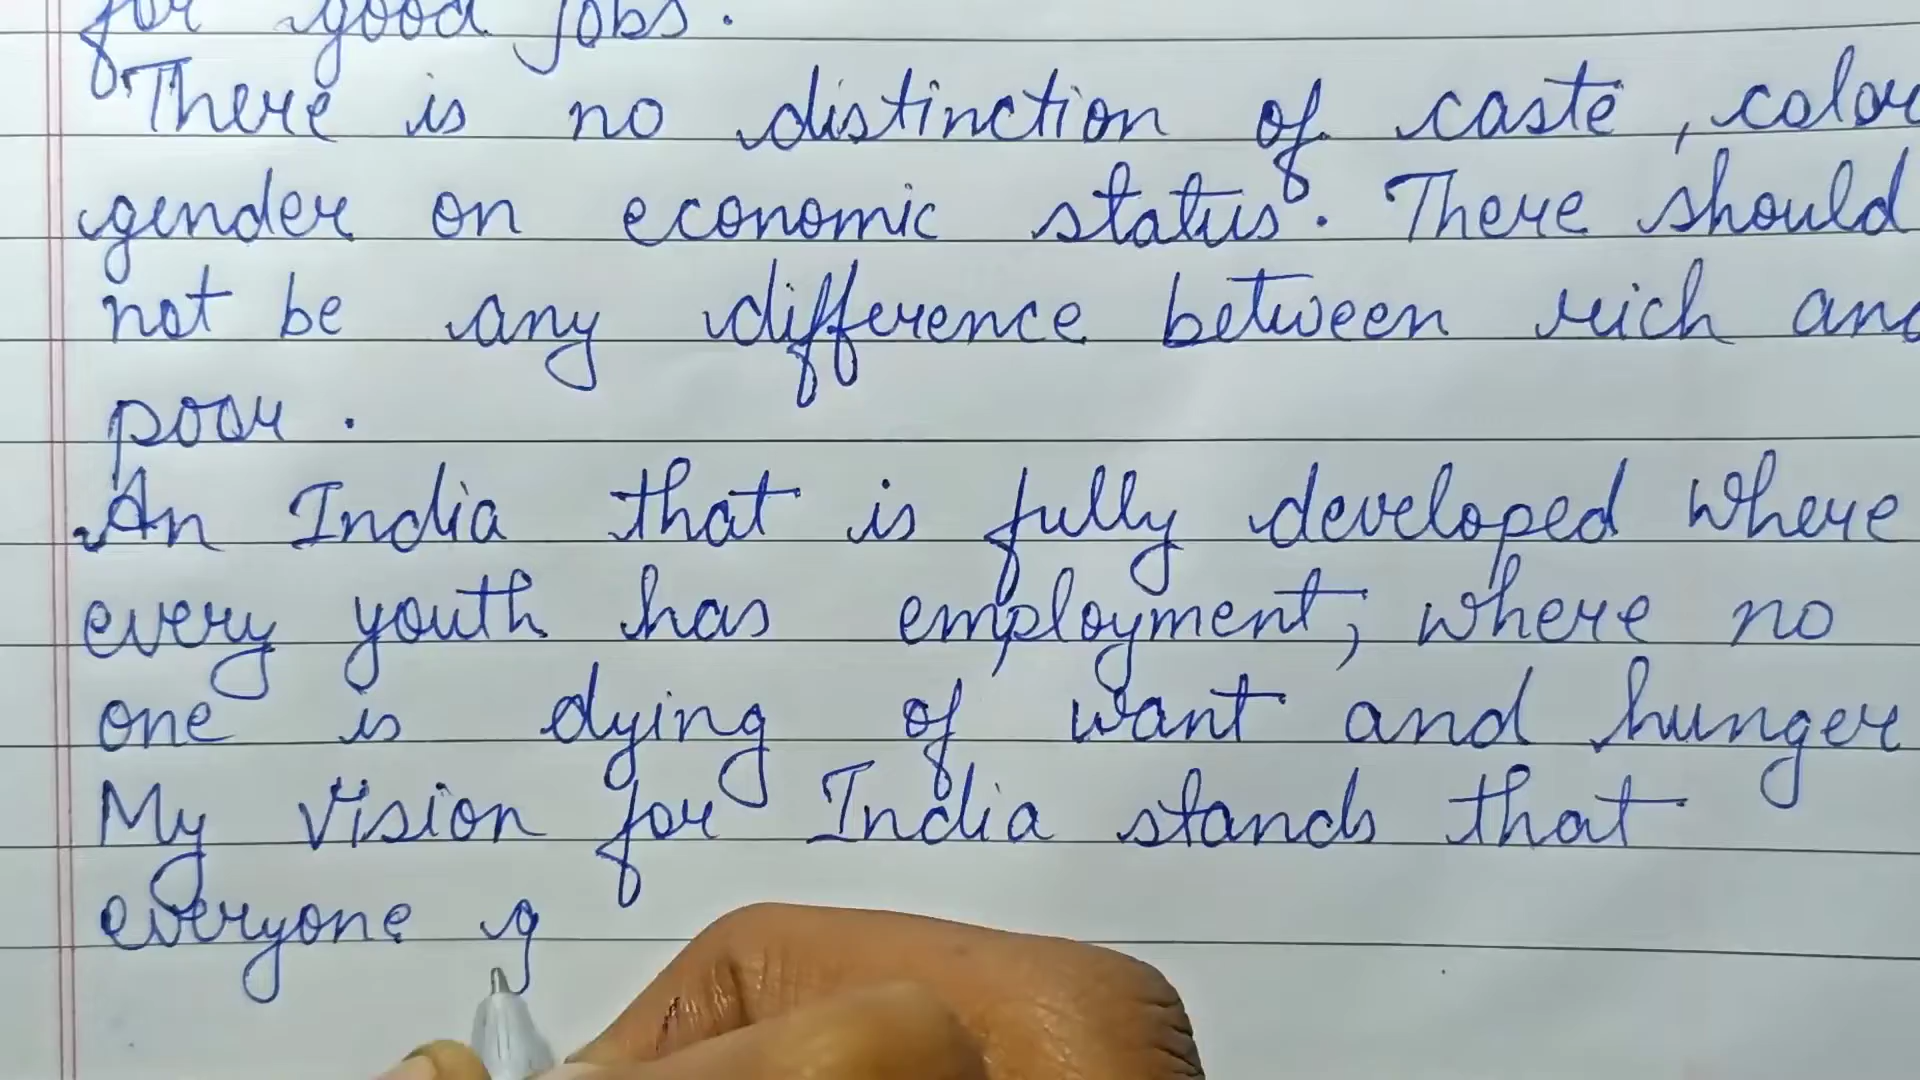 for good jobs.
There is no distinction of caste, color
gender on economic status. There should
not be any difference between rich and
poor.
An India that is fully developed where
every youth has employment, where no
one is dying of want and hunger
My vision for India stands that
everyone g